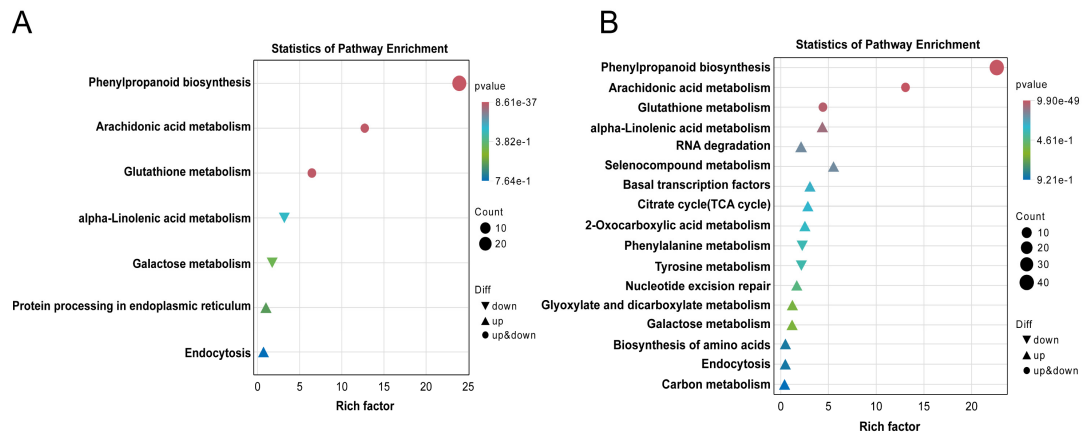 A
Statistics of Pathway Enrichment
Phenylpropanoid biosynthesis
Arachidonic acid metabolism
Glutathione metabolism
alpha-Linolenic acid metabolism
Galactose metabolism
Protein processing in endoplasmic reticulum
Endocytosis
0 5 10 15 20 25
Rich factor
pvalue
8.61e-37
3.82e-1
7.64e-1
Count
10
20
Diff
down
up
up&down
B
Statistics of Pathway Enrichment
Phenylpropanoid biosynthesis
Arachidonic acid metabolism
Glutathione metabolism
alpha-Linolenic acid metabolism
RNA degradation
Selenocompound metabolism
Basal transcription factors
Citrate cycle(TCA cycle)
2-Oxocarboxylic acid metabolism
Phenylalanine metabolism
Tyrosine metabolism
Nucleotide excision repair
Glyoxylate and dicarboxylate metabolism
Galactose metabolism
Biosynthesis of amino acids
Endocytosis
Carbon metabolism
0 5 10 15 20
Rich factor
pvalue
9.90e-49
4.61e-1
9.21e-1
Count
10
20
30
40
Diff
down
up
up&down